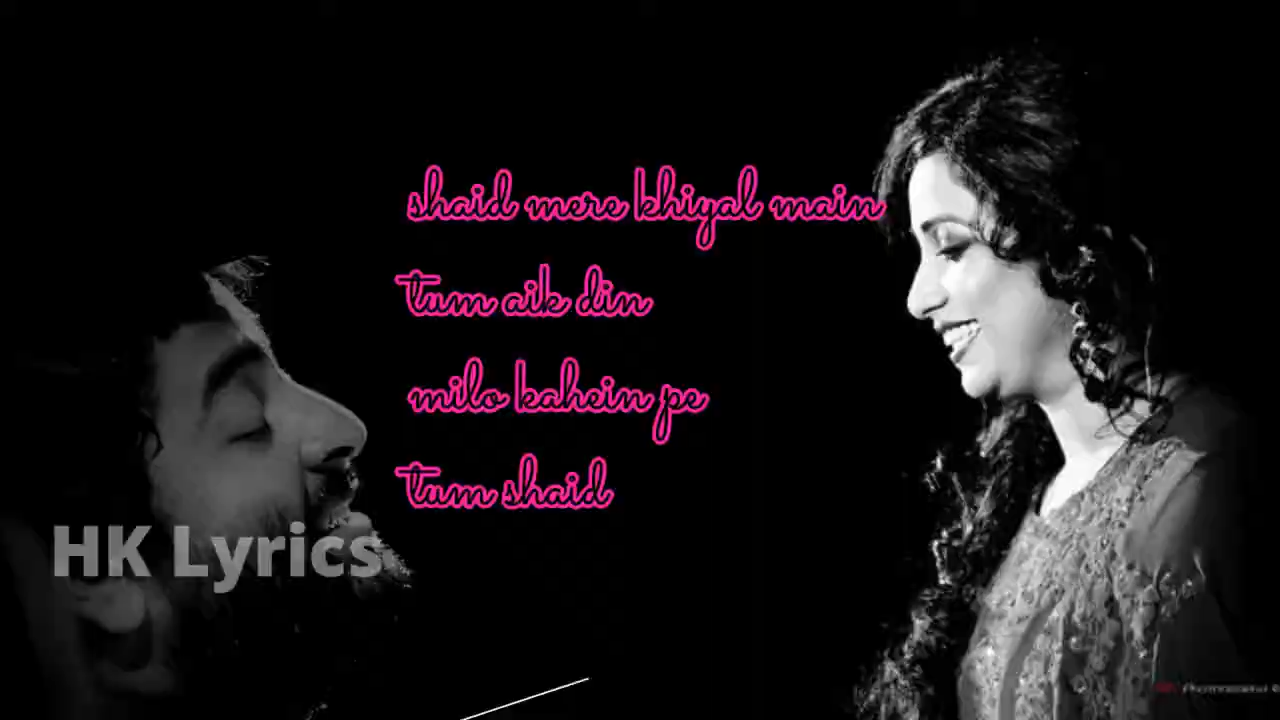 shaid mere khiyal main
tum aik din
milo kahein pe
tum shaid
HK Lyrics